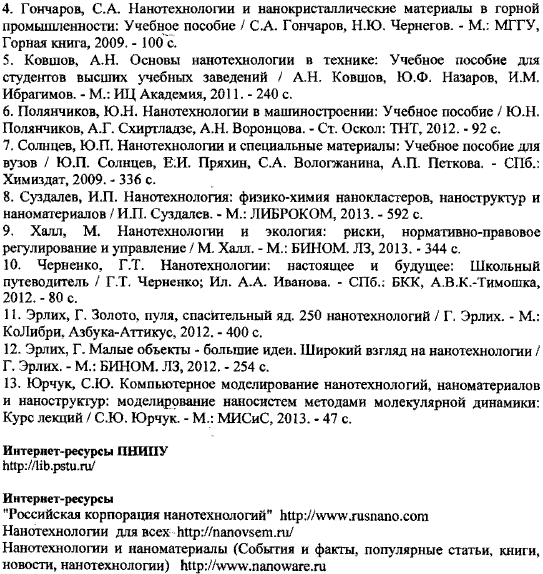 4. Гончаров, С.А. Нанотехнологии и нанокристаллические материалы в горной
промышленности: Учебное пособие / С.А. Гончаров, Н.Ю. Чернегов. - М.: МГГУ,
Горная книга, 2009. - 100 с.
5. Ковшов, А.Н. Основы нанотехнологии в технике: Учебное пособие для
студентов высших учебных заведений / А.Н. Ковшов, Ю.Ф. Назаров, И.М.
Ибрагимов. - М.: ИЦ Академия, 2011. - 240 с.
6. Полянчиков, Ю.Н. Нанотехнологии в машиностроении: Учебное пособие / Ю.Н.
Полянчиков, А.Г. Схиртладзе, А.Н. Воронцова. - Ст. Оскол: ТНТ, 2012. - 92 с.
7. Солнцев, Ю.П. Нанотехнологии и специальные материалы: Учебное пособие для
вузов / Ю.П. Солнцев, Е.И. Пряхин, С.А. Вологжанина, А.П. Петкова. - СПб.:
Химиздат, 2009. - 336 с.
8. Суздалев, И.П. Нанотехнология: физико-химия нанокластеров, наноструктур и
наноматериалов / И.П. Суздалев. - М.: ЛИБРОКОМ, 2013. - 592 с.
9. Халл, М. Нанотехнологии и экология: риски, нормативно-правовое
регулирование и управление / М. Халл. - М.: БИНОМ. ЛЗ, 2013. - 344 с.
10. Черненко, Г.Т. Нанотехнологии: настоящее и будущее: Школьный
путеводитель / Г.Т. Черненко; Ил. А.А. Иванова. - СПб.: БКК, А.В.К.-Тимошка,
2012. - 80 с.
11. Эрлих, Г. Золото, пуля, спасительный яд. 250 нанотехнологий / Г. Эрлих. - М.:
КоЛибри, Азбука-Аттикус, 2012. - 400 с.
12. Эрлих, Г. Малые объекты - большие идеи. Широкий взгляд на нанотехнологии /
Г. Эрлих. - М.: БИНОМ. ЛЗ, 2012. - 254 с.
13. Юрчук, С.Ю. Компьютерное моделирование нанотехнологий, наноматериалов
и наноструктур: моделирование наносистем методами молекулярной динамики:
Курс лекций / С.Ю. Юрчук. - М.: МИСиС, 2013. - 47 с.
Интернет-ресурсы ПНИПУ
http://lib.pstu.ru/
Интернет-ресурсы
"Российская корпорация нанотехнологий" http://www.rusnano.com
Нанотехнологии для всех http://nanovsem.ru/
Нанотехнологии и наноматериалы (События и факты, популярные статьи, книги,
новости, нанотехнологии) http://www.nanoware.ru